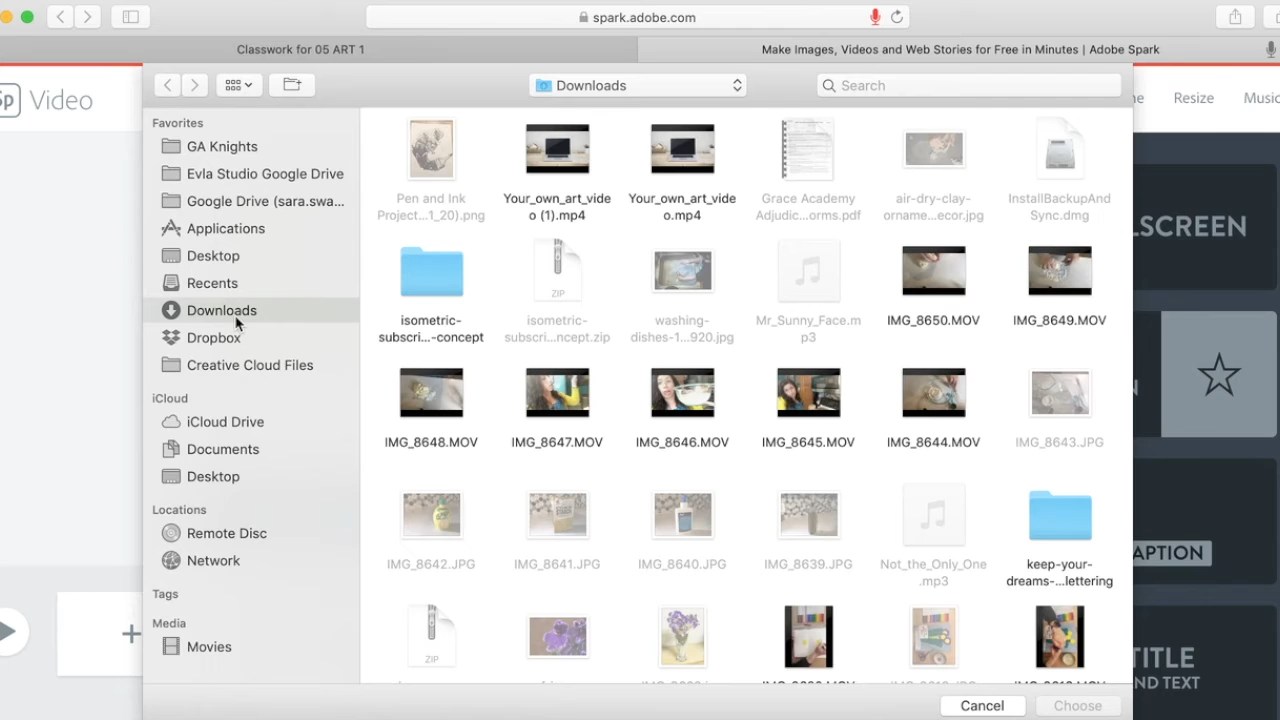 spark.adobe.com
Classwork for 05 ART 1
Make Images, Videos and Web Stories for Free in Minutes | Adobe Spark
Sp Video
Resize
Music
Downloads
Search
Favorites
GA Knights
Evla Studio Google Drive
Google Drive (sara.swa...
Applications
Desktop
Recents
Downloads
Dropbox
Creative Cloud Files
iCloud
iCloud Drive
Documents
Desktop
Locations
Remote Disc
Network
Tags
Media
Movies
Pen and Ink
Project...1_20).png
Your_own_art_vide
o (1).mp4
Your_own_art_vide
o.mp4
Grace Academy
Adjudic...orms.pdf
air-dry-clay-
orname...ecor.jpg
InstallBackupAnd
Sync.dmg
isometric-
subscri...-concept
ZIP
isometric-
subscri...ncept.zip
washing-
dishes-1...920.jpg
Mr_Sunny_Face.m
p3
IMG_8650.MOV
IMG_8649.MOV
IMG_8648.MOV
IMG_8647.MOV
IMG_8646.MOV
IMG_8645.MOV
IMG_8644.MOV
IMG_8643.JPG
IMG_8642.JPG
IMG_8641.JPG
IMG_8640.JPG
IMG_8639.JPG
Not_the_Only_One
.mp3
keep-your-
dreams-...lettering
ZIP
LSCREEN
APTION
TITLE
ND TEXT
Cancel
Choose